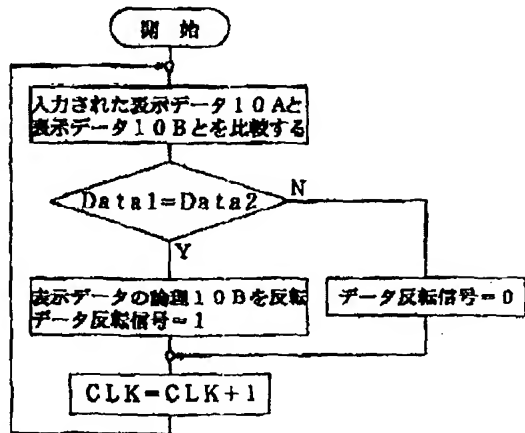 開始
入力された表示データ10Aと
表示データ10Bとを比較する
Data1=Data2
N
Y
表示データの論理10Bを反転
データ反転信号=1
データ反転信号=0
CLK=CLK+1